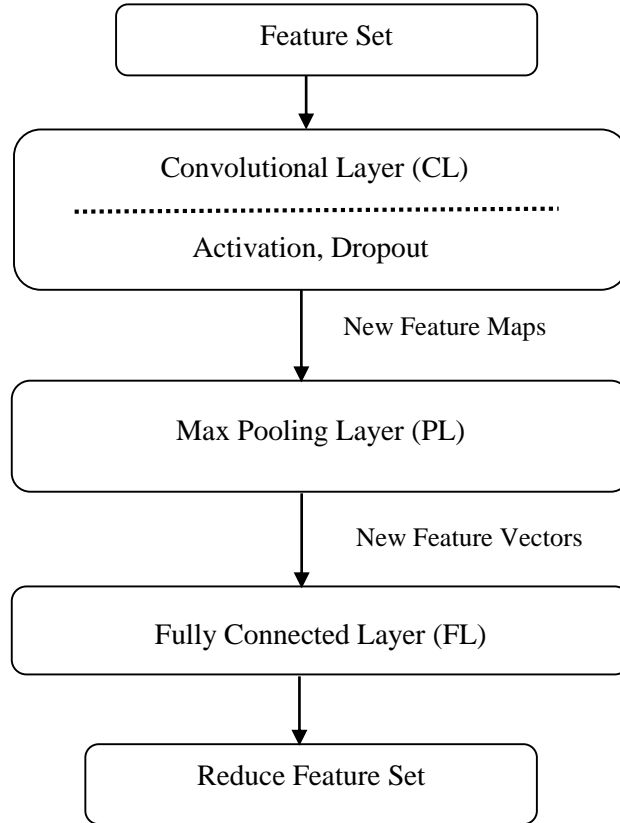 Feature Set
Convolutional Layer (CL)
Activation, Dropout
New Feature Maps
Max Pooling Layer (PL)
New Feature Vectors
Fully Connected Layer (FL)
Reduce Feature Set